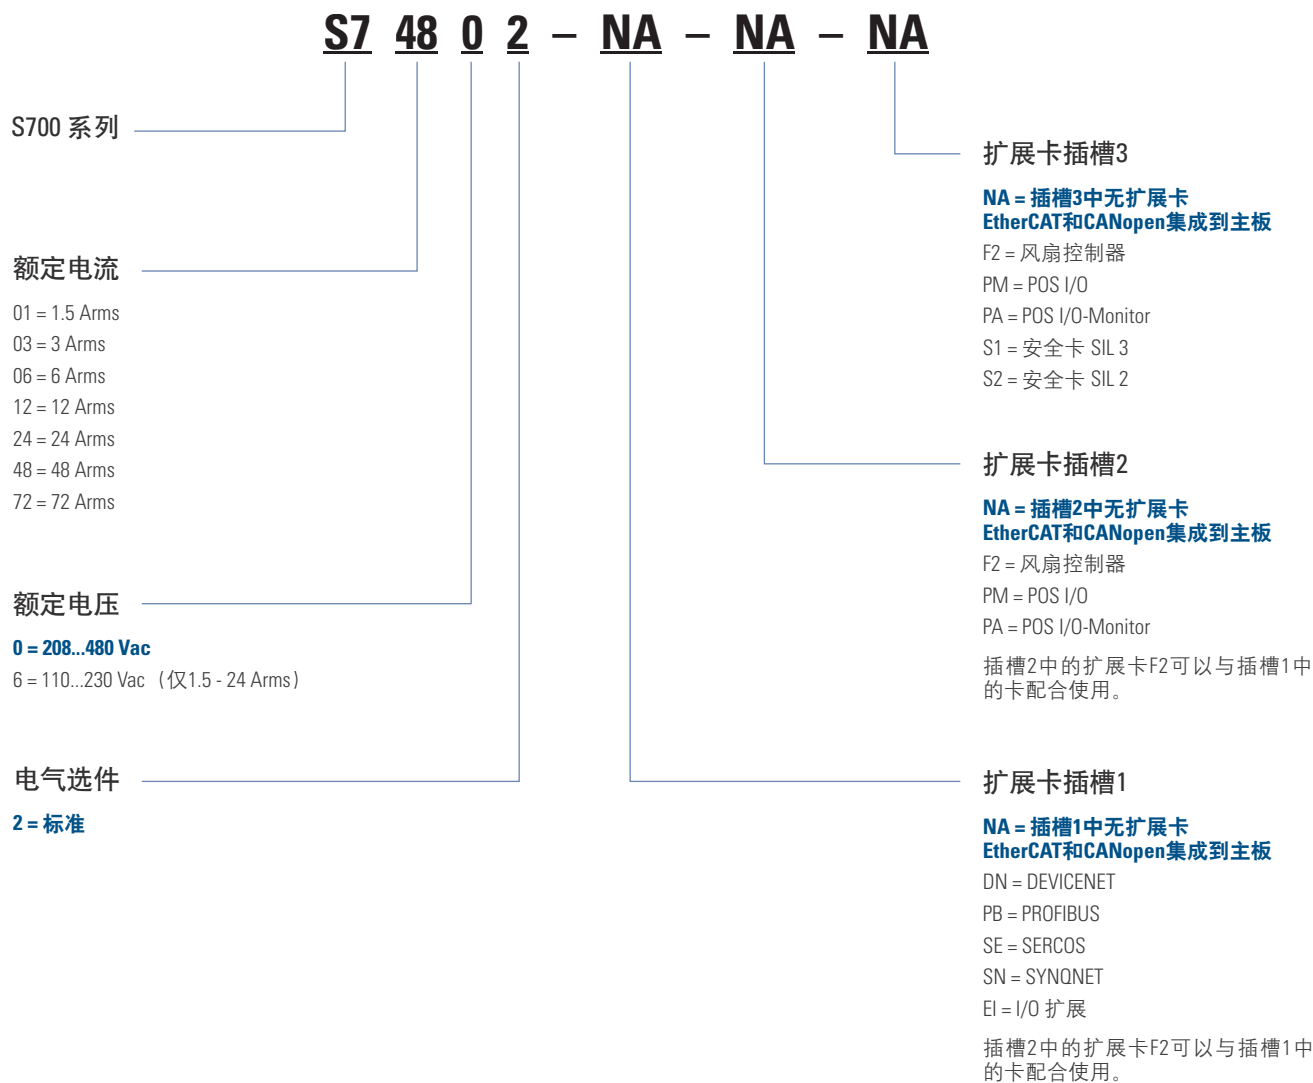 S7 48 0 2 – NA – NA – NA
S700 系列
额定电流
01 = 1.5 Arms
03 = 3 Arms
06 = 6 Arms
12 = 12 Arms
24 = 24 Arms
48 = 48 Arms
72 = 72 Arms
额定电压
0 = 208...480 Vac
6 = 110...230 Vac（仅1.5 - 24 Arms）
电气选件
2 = 标准
扩展卡插槽3
NA = 插槽3中无扩展卡
EtherCAT和CANopen集成到主板
F2 = 风扇控制器
PM = POS I/O
PA = POS I/O-Monitor
S1 = 安全卡 SIL 3
S2 = 安全卡 SIL 2
扩展卡插槽2
NA = 插槽2中无扩展卡
EtherCAT和CANopen集成到主板
F2 = 风扇控制器
PM = POS I/O
PA = POS I/O-Monitor
插槽2中的扩展卡F2可以与插槽1中
的卡配合使用。
扩展卡插槽1
NA = 插槽1中无扩展卡
EtherCAT和CANopen集成到主板
DN = DEVICENET
PB = PROFIBUS
SE = SERCOS
SN = SYNQNET
EI = I/O 扩展
插槽2中的扩展卡F2可以与插槽1中
的卡配合使用。